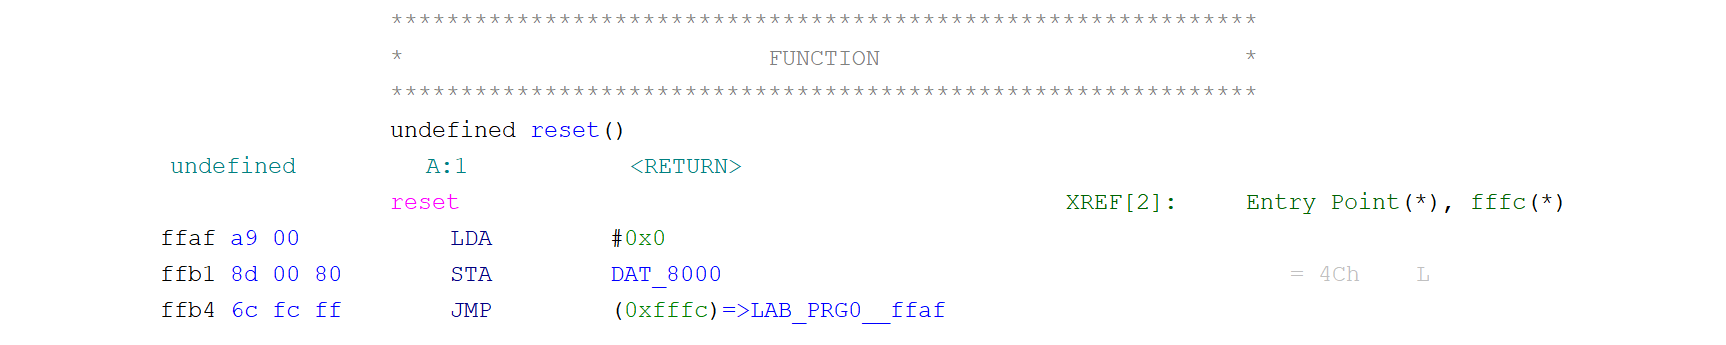 **************************************************************
* FUNCTION *
**************************************************************
undefined reset()
undefined A:1 <RETURN>
reset XREF[2]: Entry Point(*), fffc(*)
ffaf a9 00 LDA #0x0
ffb1 8d 00 80 STA DAT_8000 = 4Ch L
ffb4 6c fc ff JMP (0xfffc)=>LAB_PRG0__ffaf